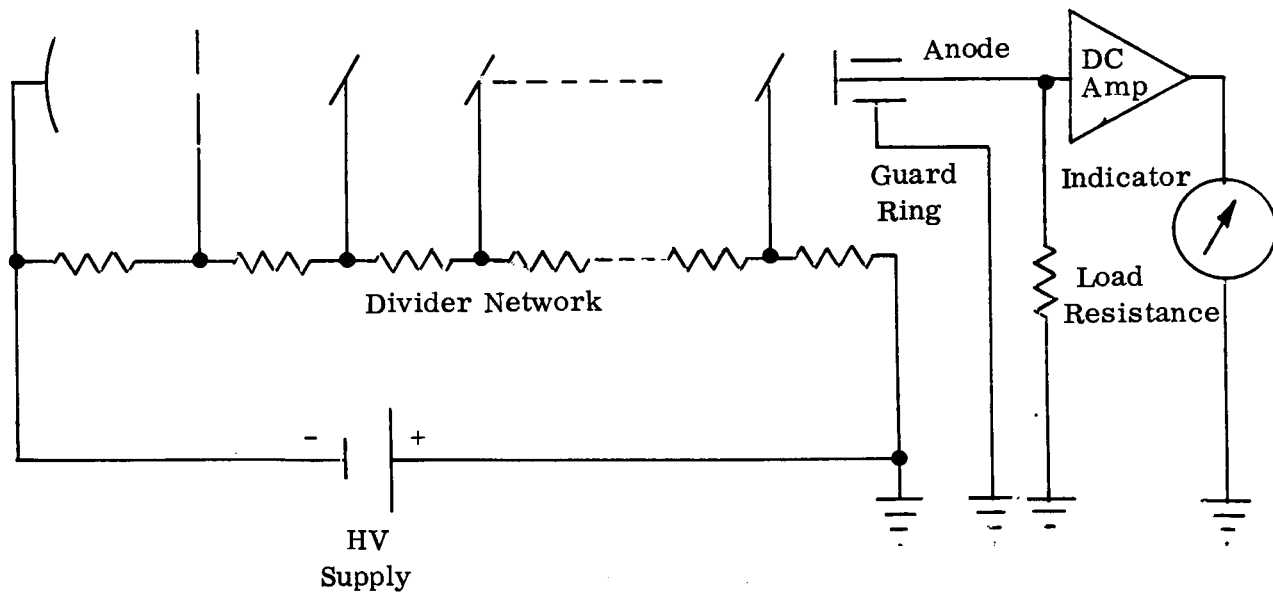 Anode
DC
Amp
Guard
Ring
Indicator
Divider Network
Load
Resistance
-
+
HV
Supply